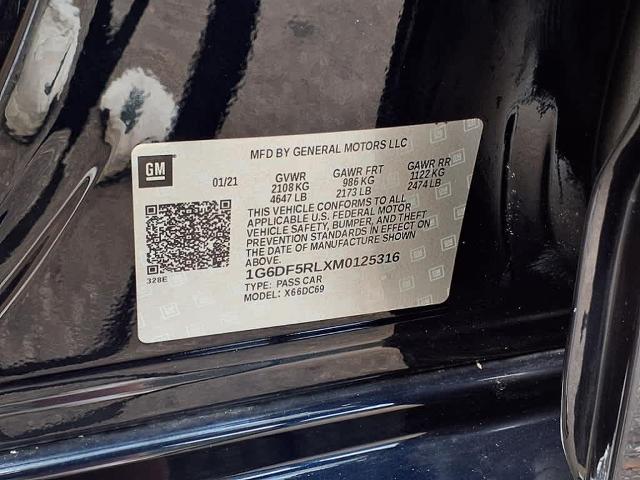 MFD BY GENERAL MOTORS LLC
GM
01/21
GVWR
2108 KG
4647 LB
GAWR FRT
986 KG
2173 LB
GAWR RR
1122 KG
2474 LB
THIS VEHICLE CONFORMS TO ALL
APPLICABLE U.S. FEDERAL MOTOR
VEHICLE SAFETY, BUMPER, AND THEFT
PREVENTION STANDARDS IN EFFECT ON
THE DATE OF MANUFACTURE SHOWN
ABOVE.
328E
1G6DF5RLXM0125316
TYPE: PASS CAR
MODEL: X66DC69